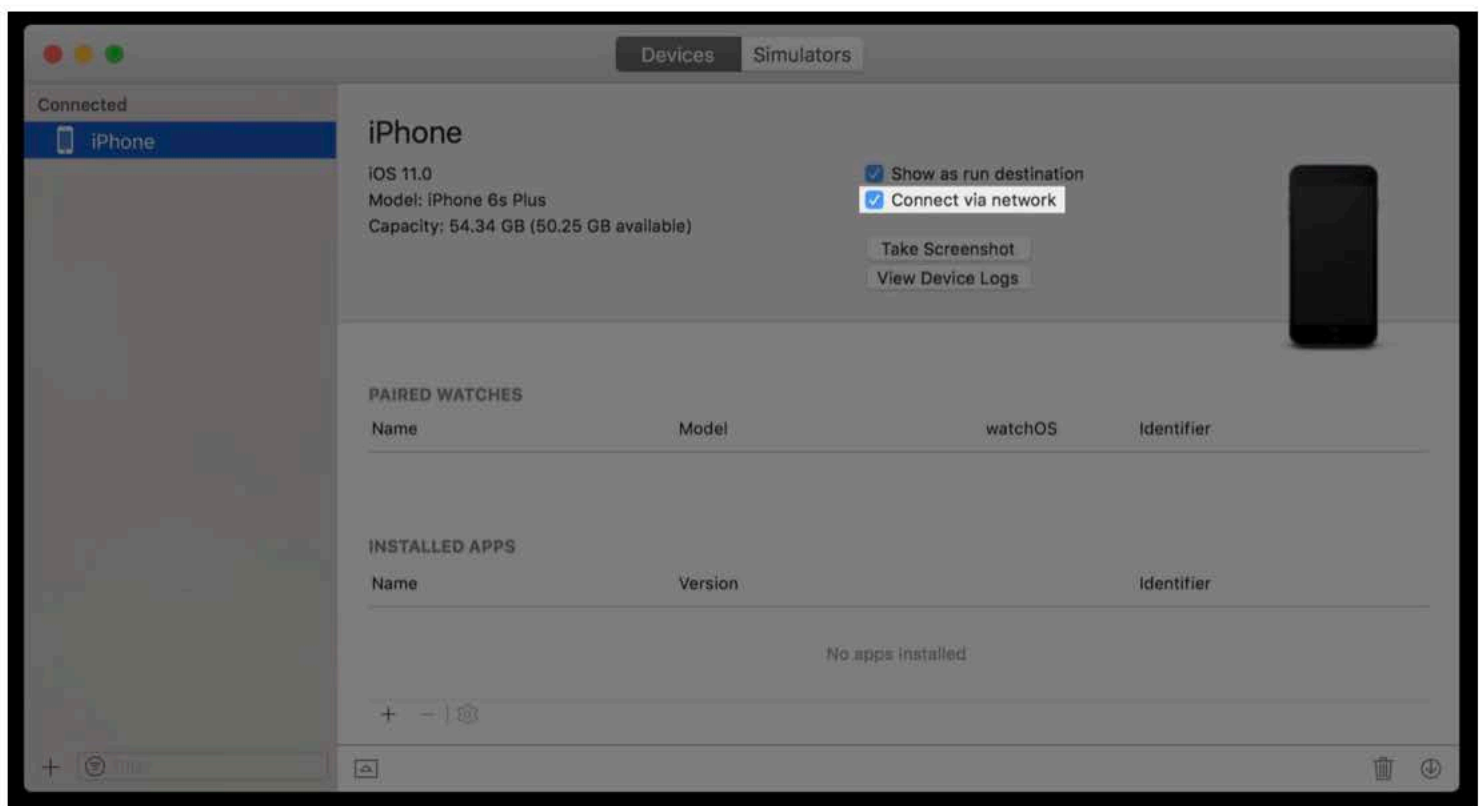 Devices Simulators
Connected
iPhone
iPhone
iOS 11.0
Model: iPhone 6s Plus
Capacity: 54.34 GB (50.25 GB available)
Show as run destination
Connect via network
Take Screenshot
View Device Logs
PAIRED WATCHES
Name Model watchOS Identifier
INSTALLED APPS
Name Version Identifier
No apps installed